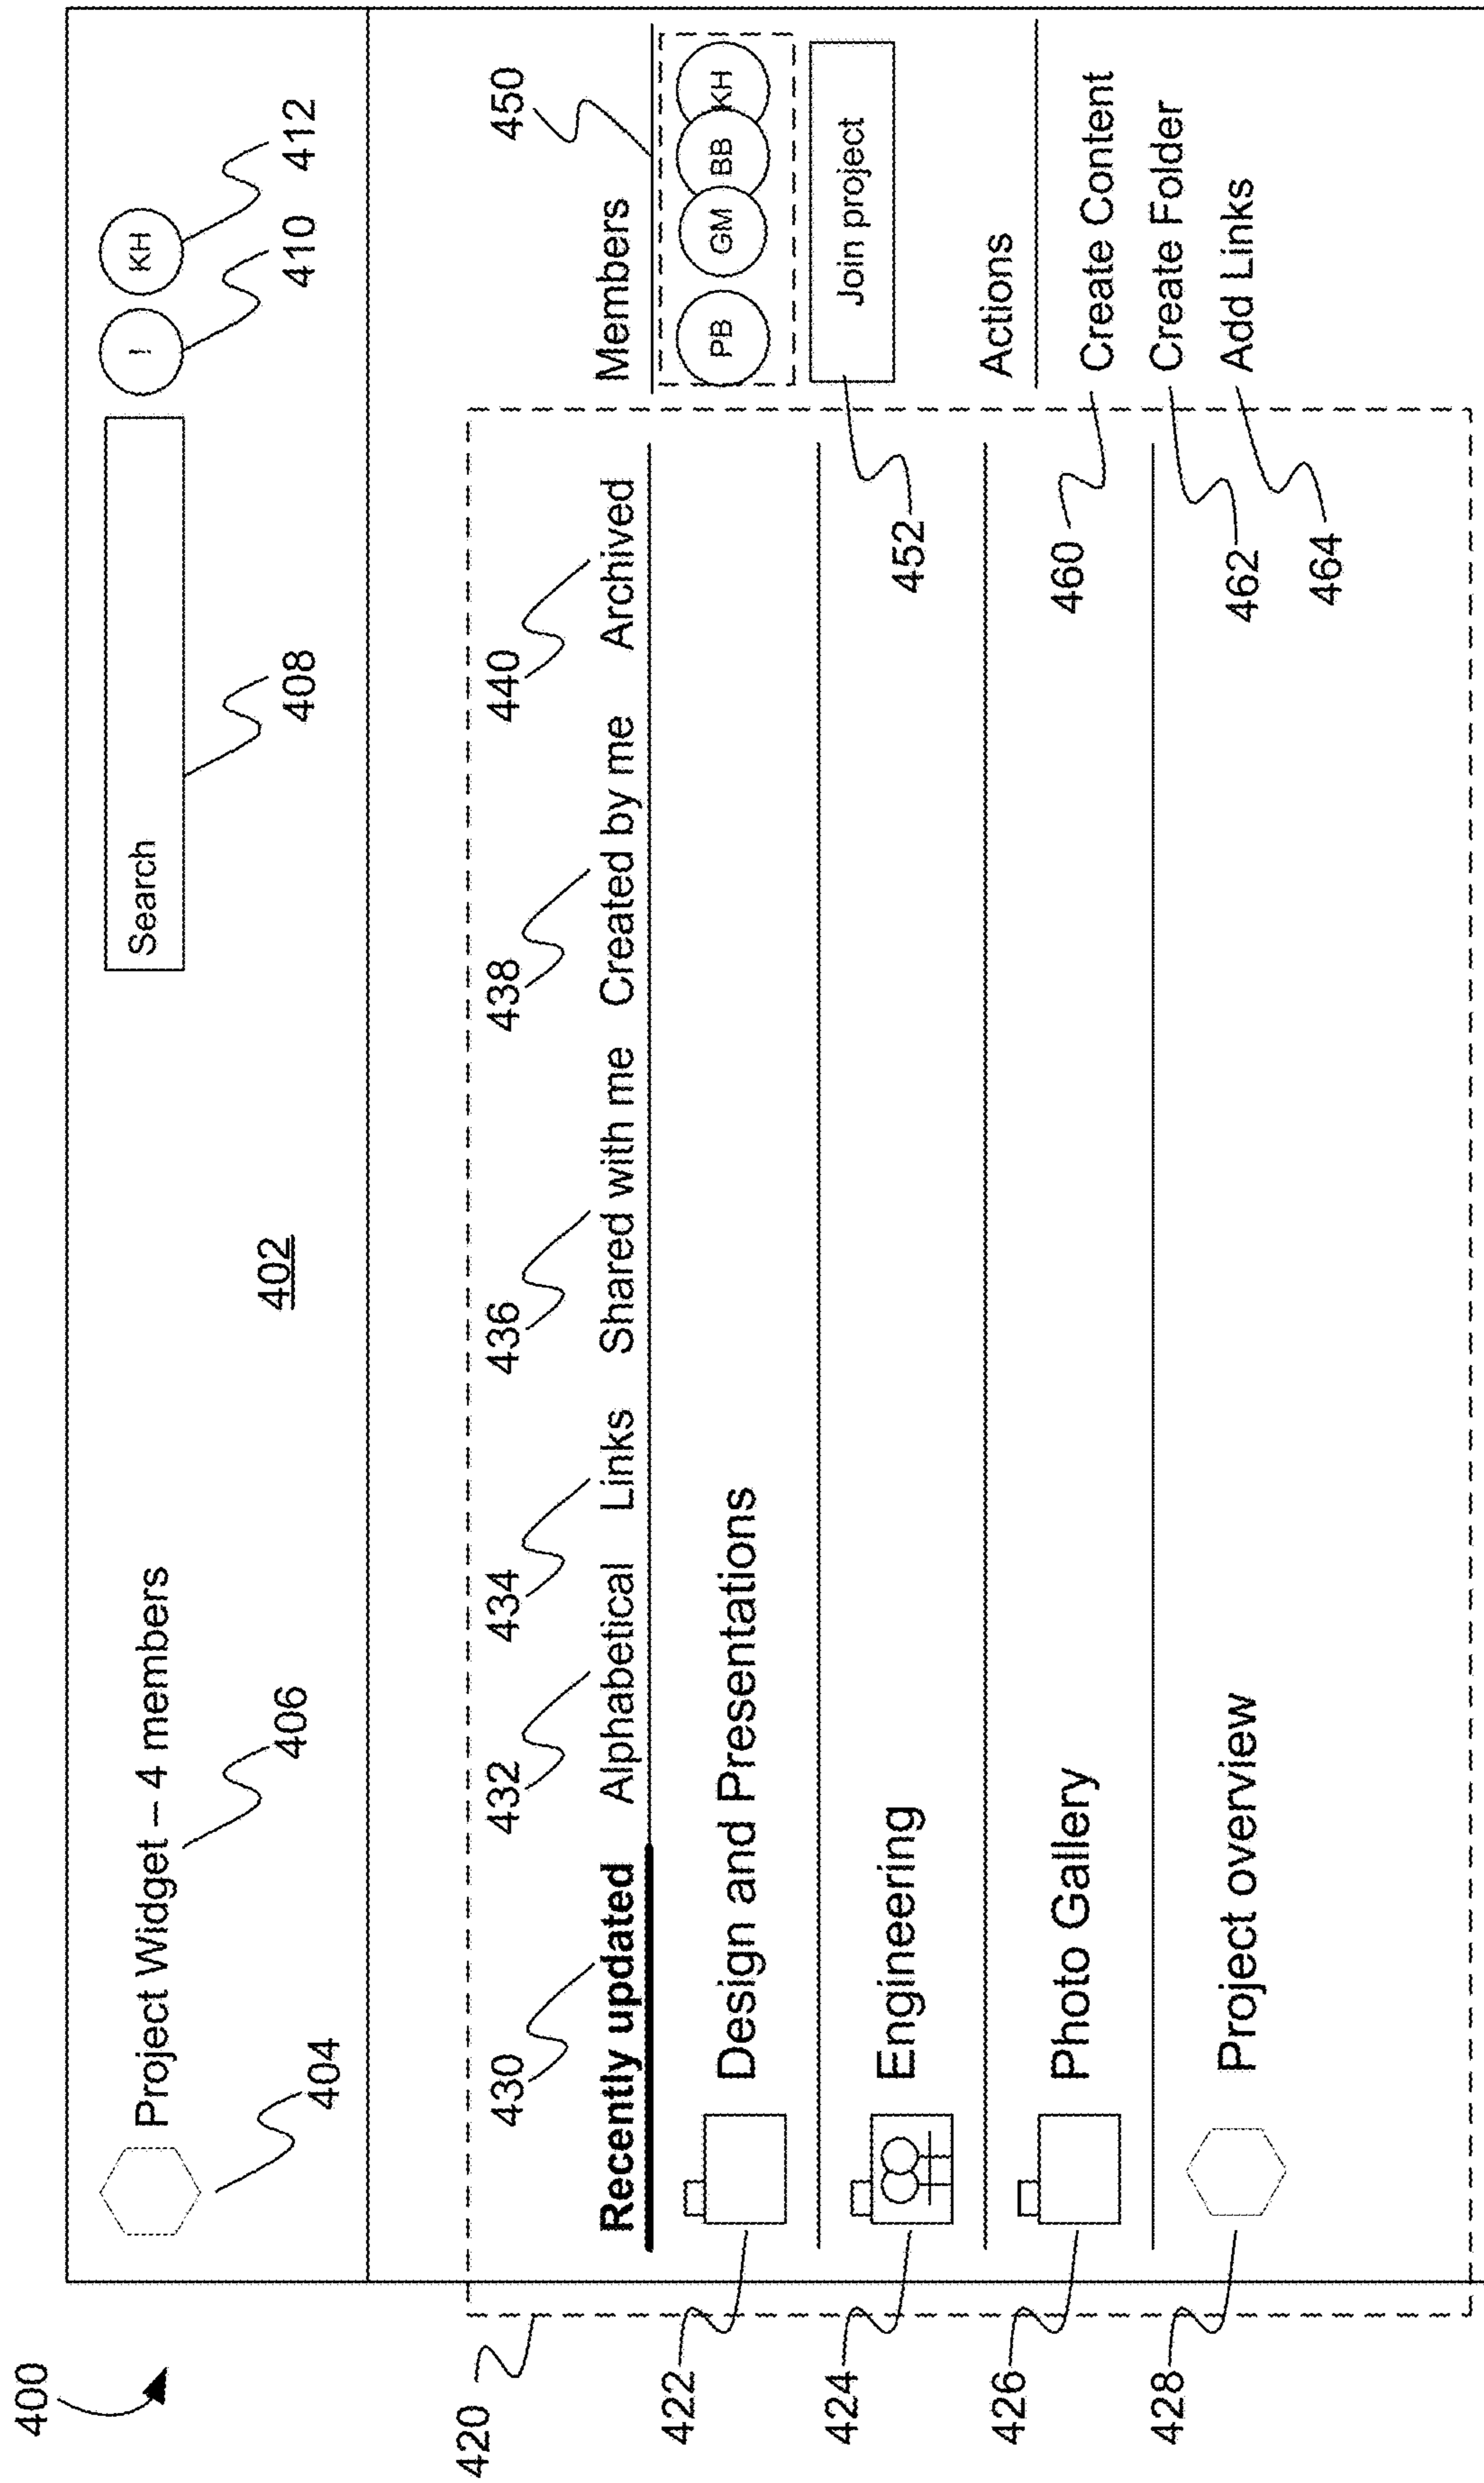 400
Project Widget – 4 members
Search
!
KH
404
406
402
408
410
412
420
430
432
434
436
438
440
450
Recently updated
Alphabetical
Links
Shared with me
Created by me
Archived
Members
422
Design and Presentations
PB
GM
BB
KH
424
Engineering
452
Join project
Actions
426
Photo Gallery
460
Create Content
428
Project overview
462
Create Folder
464
Add Links